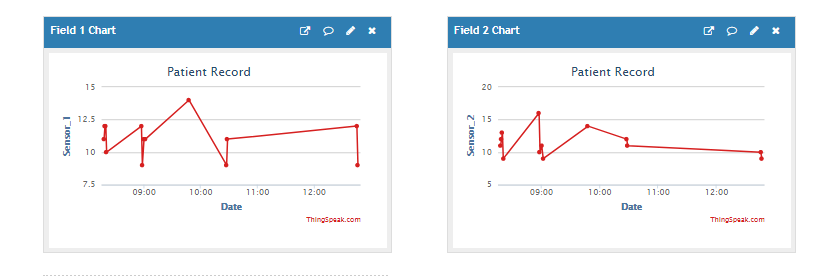 Field 1 Chart
Patient Record
15
12.5
10
7.5
Sensor_1
09:00 10:00 11:00 12:00
Date
ThingSpeak.com
Field 2 Chart
Patient Record
20
15
10
5
Sensor_2
09:00 10:00 11:00 12:00
Date
ThingSpeak.com